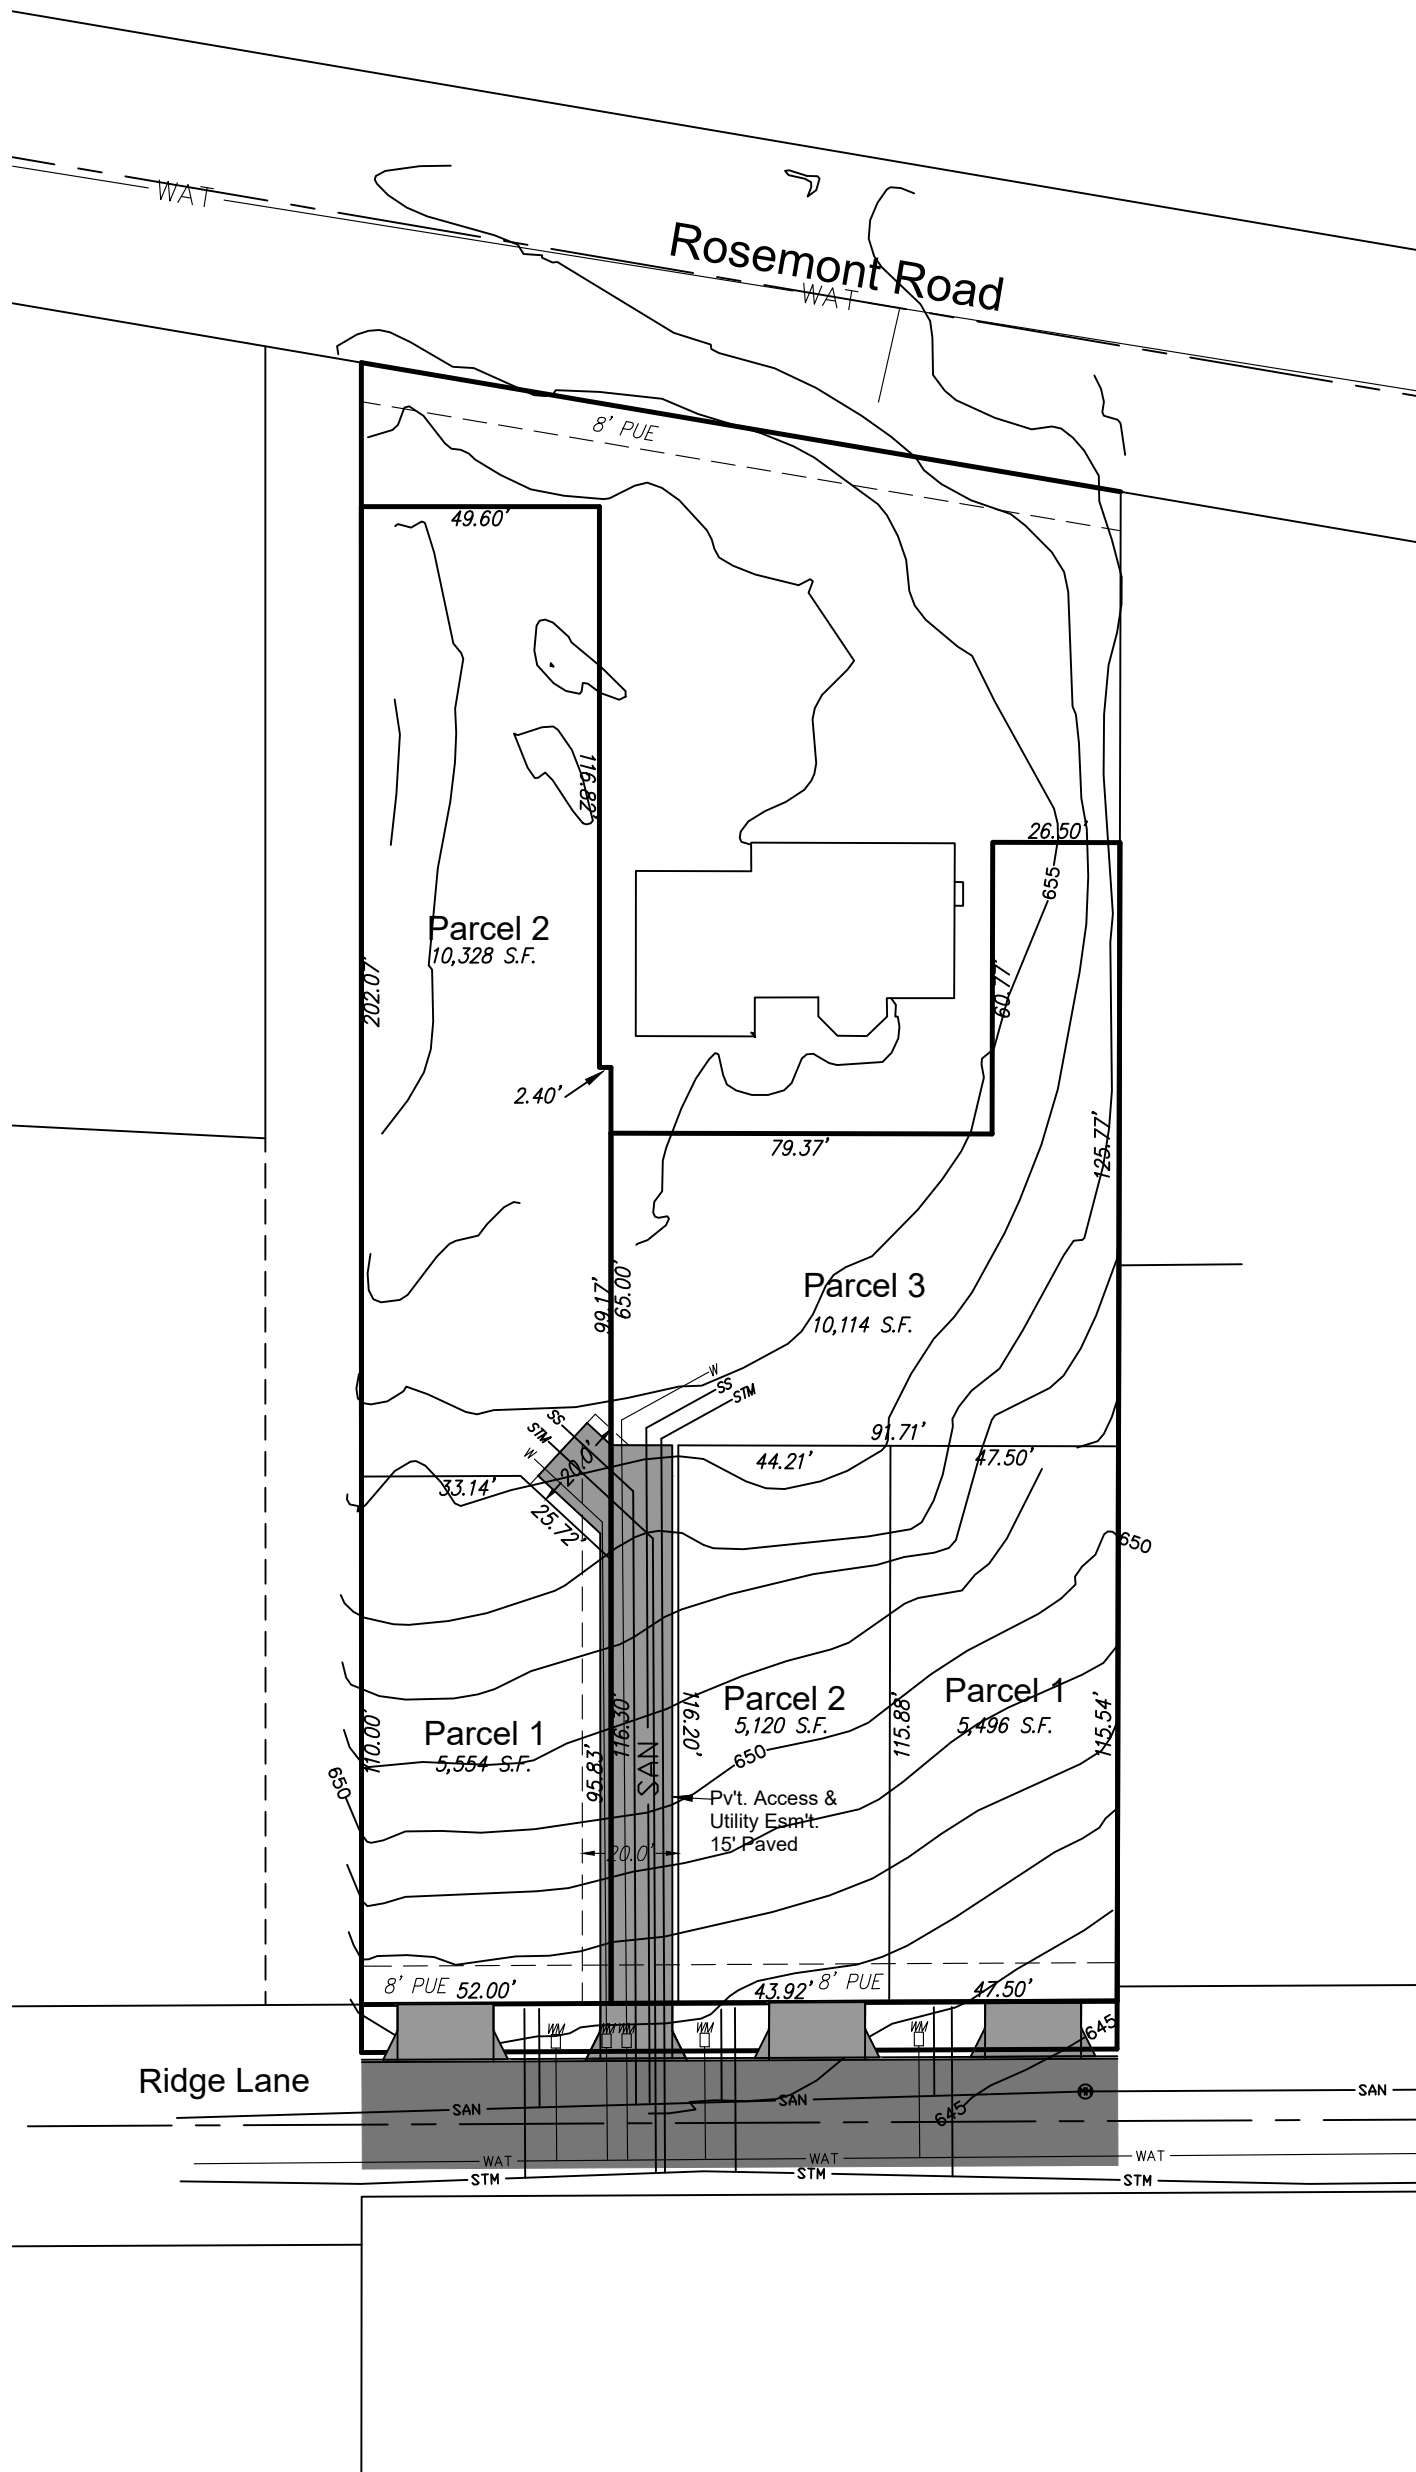 WAT
Rosemont Road
WAT
8' PUE
49.60'
116.82'
26.50'
655
Parcel 2
10,328 S.F.
202.07'
60.77'
2.40'
79.37'
125.77'
99.17'
65.00'
Parcel 3
10,114 S.F.
W
SS
STM
SS
STM
W
20.0'
91.71'
44.21'
47.50'
33.14'
25.72'
650
Parcel 2
5,120 S.F.
Parcel 1
5,496 S.F.
Parcel 1
5,554 S.F.
110.00'
95.83'
116.30'
SAN
116.20'
115.88'
115.54'
650
650
Pv't. Access &
Utility Esm't.
15' Paved
20.0'
8' PUE
52.00'
43.92'
8' PUE
47.50'
WM
WM
WM
WM
WM
645
Ridge Lane
SAN
SAN
645
MH
SAN
WAT
WAT
WAT
STM
STM
STM